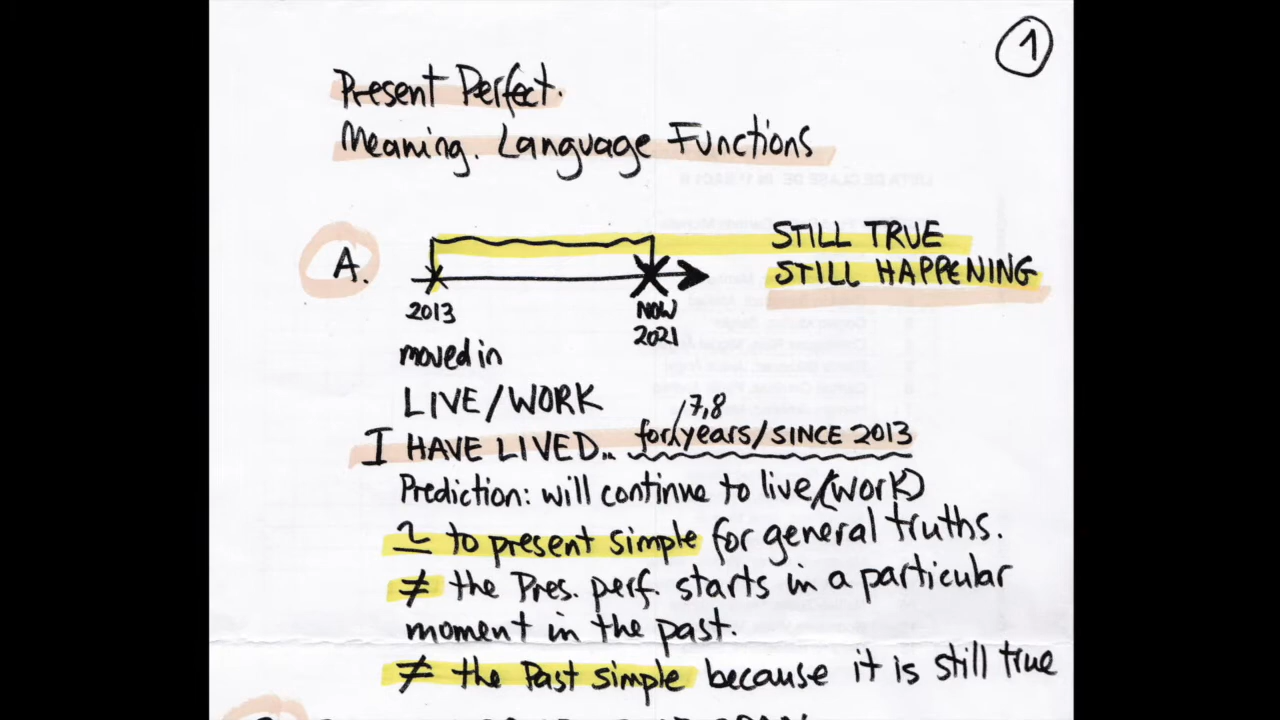 1
Present Perfect.
Meaning. Language Functions
A.
STILL TRUE
STILL HAPPENING
2013
NOW
2021
moved in
LIVE/WORK
7,8
I HAVE LIVED.. for/years/SINCE 2013
Prediction: will continue to live/(work)
≃ to present simple for general truths.
≠ the Pres. perf. starts in a particular
moment in the past.
≠ the Past simple because it is still true